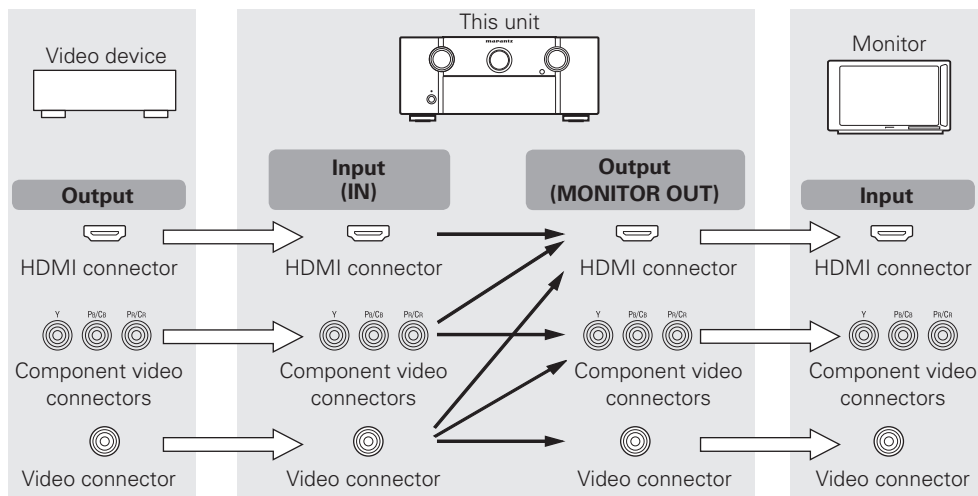 This unit
Video device
Monitor
marantz
Input
(IN)
Output
(MONITOR OUT)
Output
Input
HDMI connector
HDMI connector
HDMI connector
HDMI connector
Y PB/CB PR/CR
Y PB/CB PR/CR
Y PB/CB PR/CR
Y PB/CB PR/CR
Component video
connectors
Component video
connectors
Component video
connectors
Component video
connectors
Video connector
Video connector
Video connector
Video connector